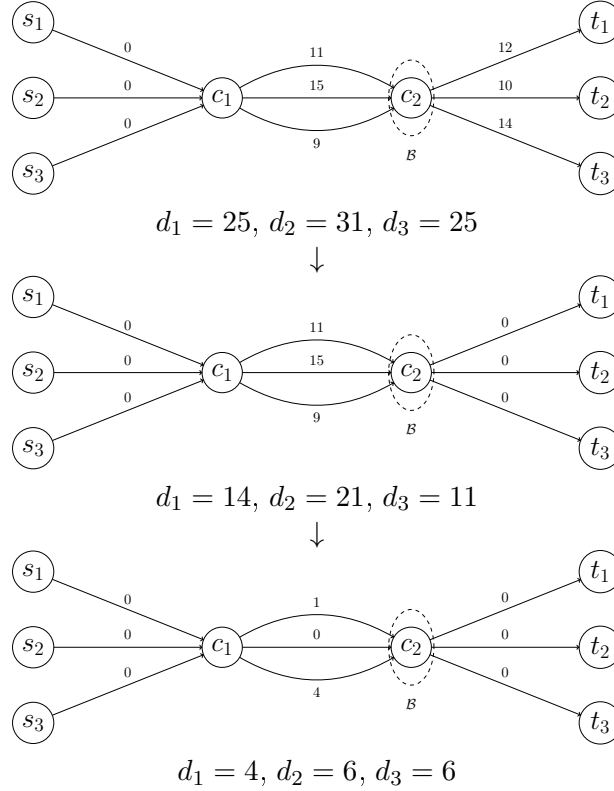 s₁ 0 11 12 t₁
s₂ 0 c₁ 15 c₂ 10 t₂
s₃ 0 9 ℬ 14 t₃
d₁ = 25, d₂ = 31, d₃ = 25
↓
s₁ 0 11 0 t₁
s₂ 0 c₁ 15 c₂ 0 t₂
s₃ 0 9 ℬ 0 t₃
d₁ = 14, d₂ = 21, d₃ = 11
↓
s₁ 0 1 0 t₁
s₂ 0 c₁ 0 c₂ 0 t₂
s₃ 0 4 ℬ 0 t₃
d₁ = 4, d₂ = 6, d₃ = 6